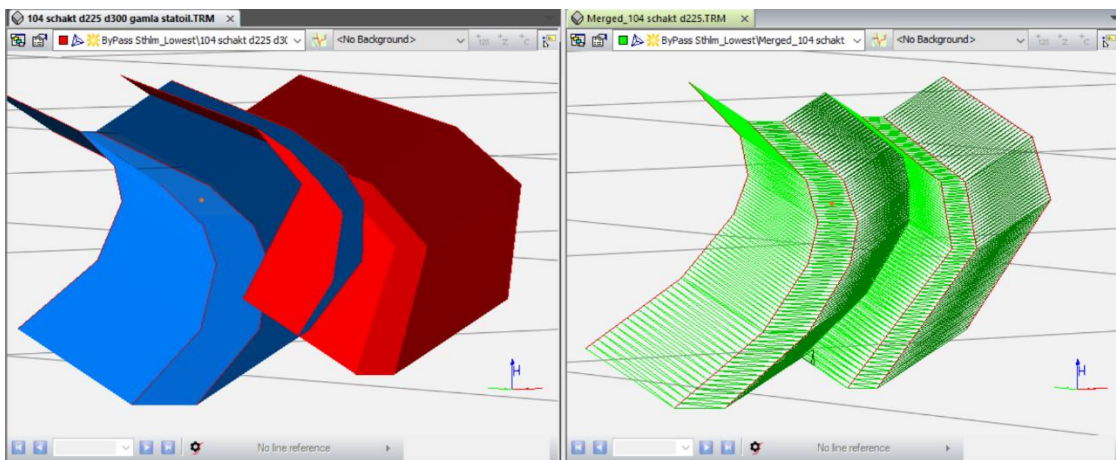 104 schakt d225 d300 gamla statoil.TRM
ByPass Sthlm_Lowest\104 schakt d225 d3
<No Background>
H
No line reference
Merged_104 schakt d225.TRM
ByPass Sthlm_Lowest\Merged_104 schakt
<No Background>
H
No line reference